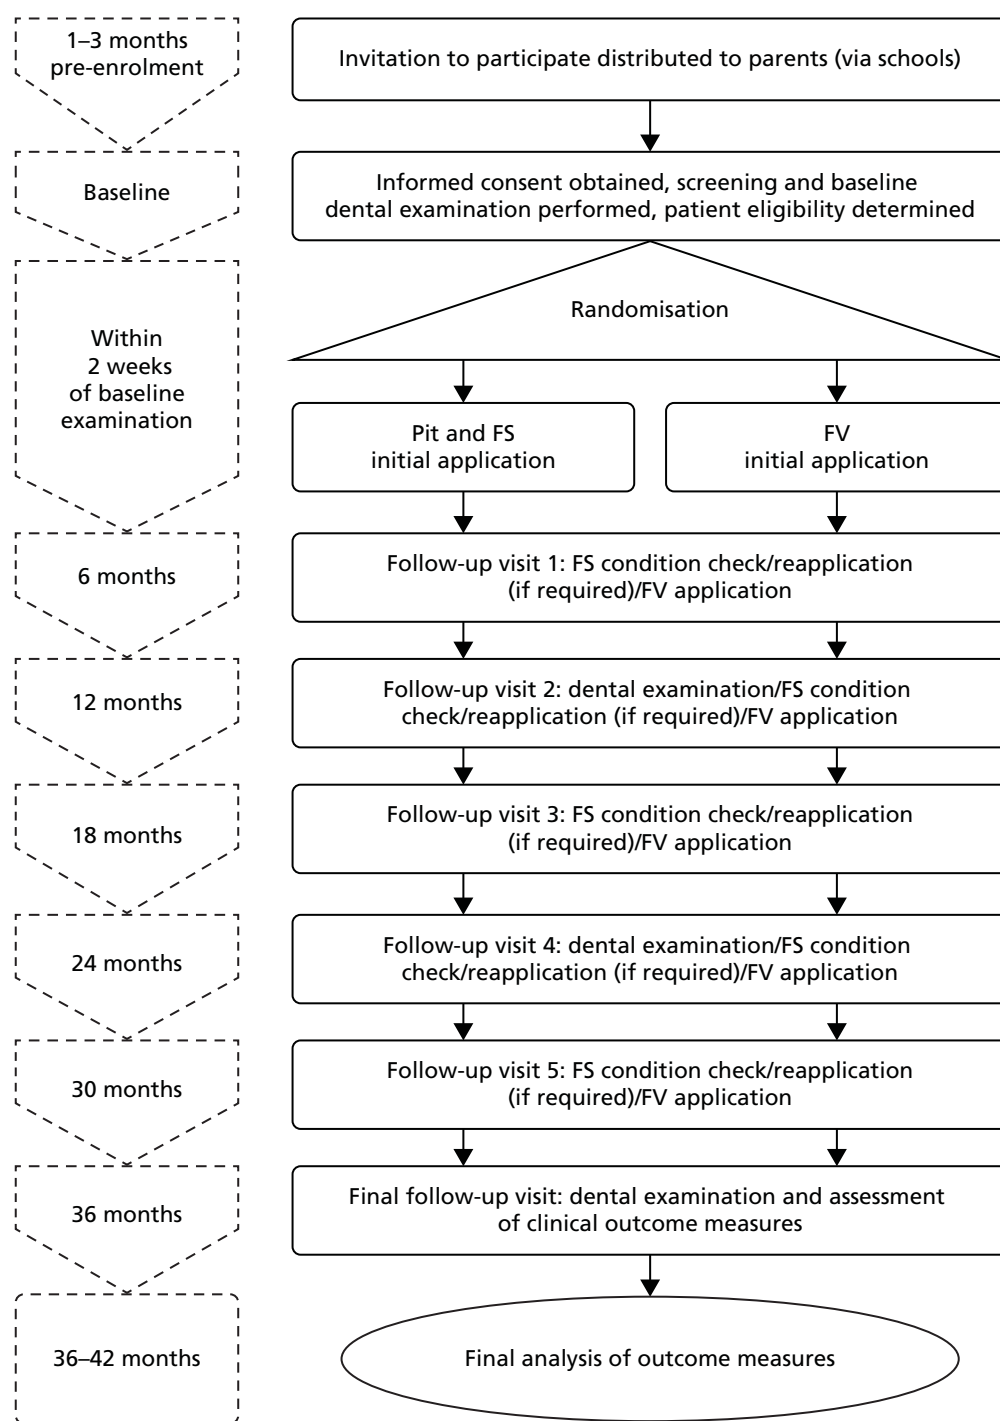 1–3 months
pre-enrolment
Invitation to participate distributed to parents (via schools)
Baseline
Informed consent obtained, screening and baseline
dental examination performed, patient eligibility determined
Randomisation
Within
2 weeks
of baseline
examination
Pit and FS
initial application
FV
initial application
6 months
Follow-up visit 1: FS condition check/reapplication
(if required)/FV application
12 months
Follow-up visit 2: dental examination/FS condition
check/reapplication (if required)/FV application
18 months
Follow-up visit 3: FS condition check/reapplication
(if required)/FV application
24 months
Follow-up visit 4: dental examination/FS condition
check/reapplication (if required)/FV application
30 months
Follow-up visit 5: FS condition check/reapplication
(if required)/FV application
36 months
Final follow-up visit: dental examination and assessment
of clinical outcome measures
36–42 months
Final analysis of outcome measures